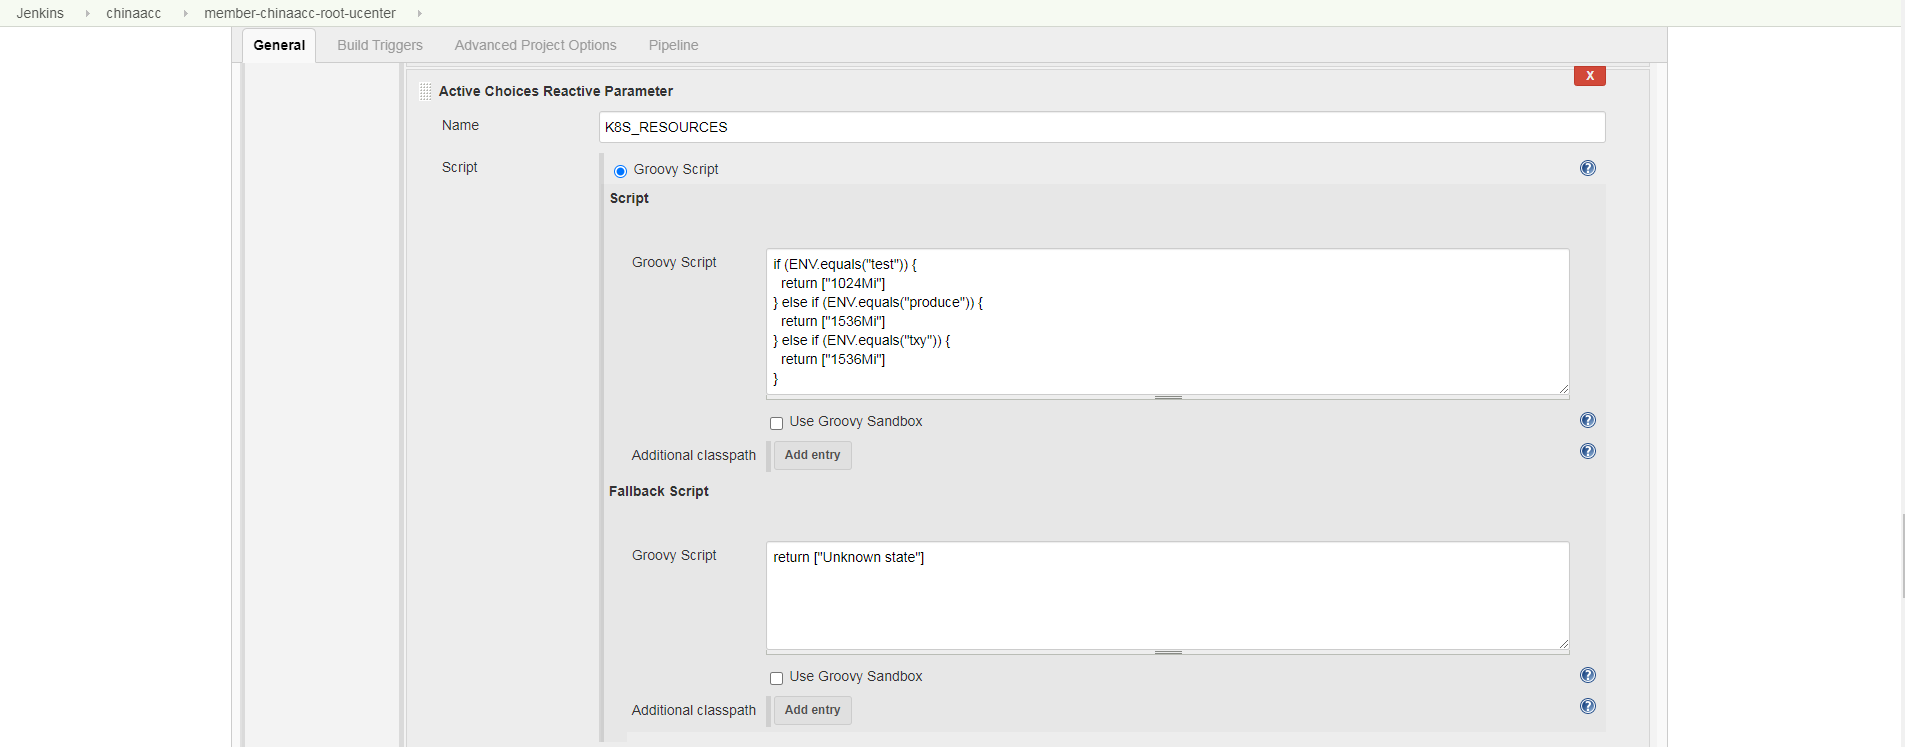 Jenkins chinaacc member-chinaacc-root-ucenter
General Build Triggers Advanced Project Options Pipeline
X
Active Choices Reactive Parameter
Name
K8S_RESOURCES
Script
Groovy Script
?
Script
Groovy Script
if (ENV.equals("test")) {
return ["1024Mi"]
} else if (ENV.equals("produce")) {
return ["1536Mi"]
} else if (ENV.equals("txy")) {
return ["1536Mi"]
}
Use Groovy Sandbox
?
Additional classpath
Add entry
?
Fallback Script
Groovy Script
return ["Unknown state"]
Use Groovy Sandbox
?
Additional classpath
Add entry
?